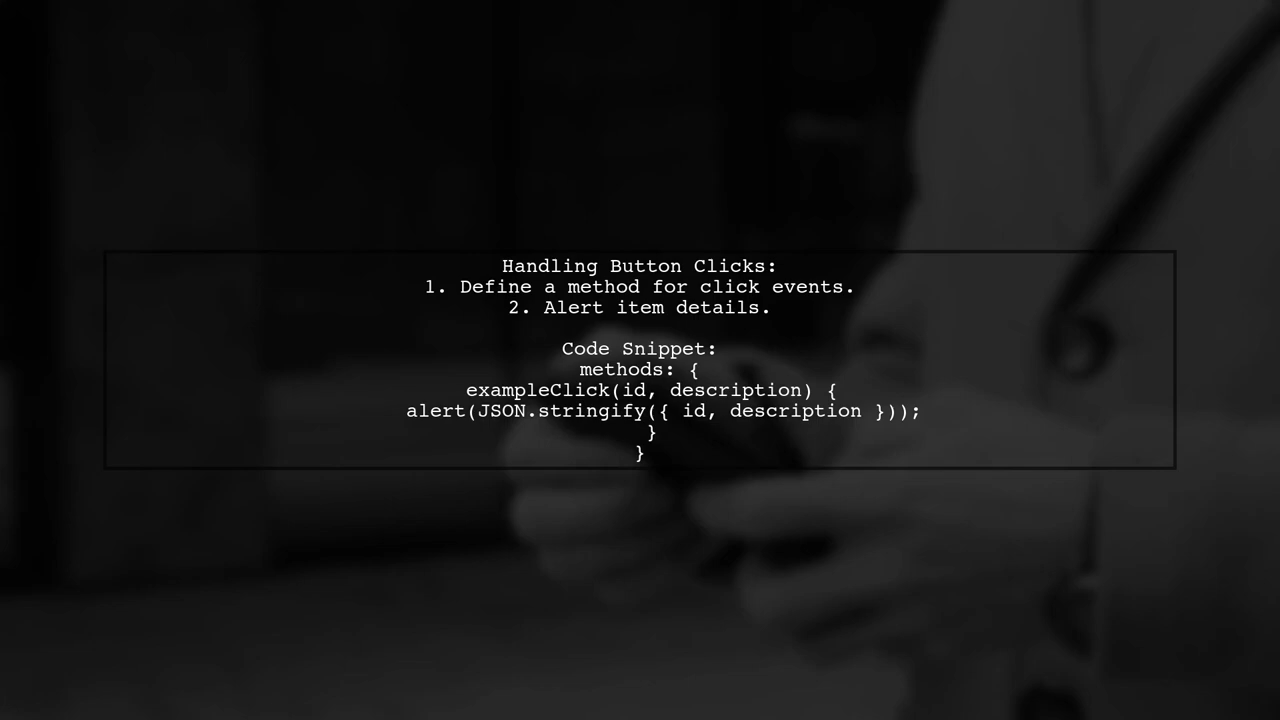 Handling Button Clicks:
1. Define a method for click events.
2. Alert item details.
Code Snippet:
methods: {
exampleClick(id, description) {
alert(JSON.stringify({ id, description }));
}
}